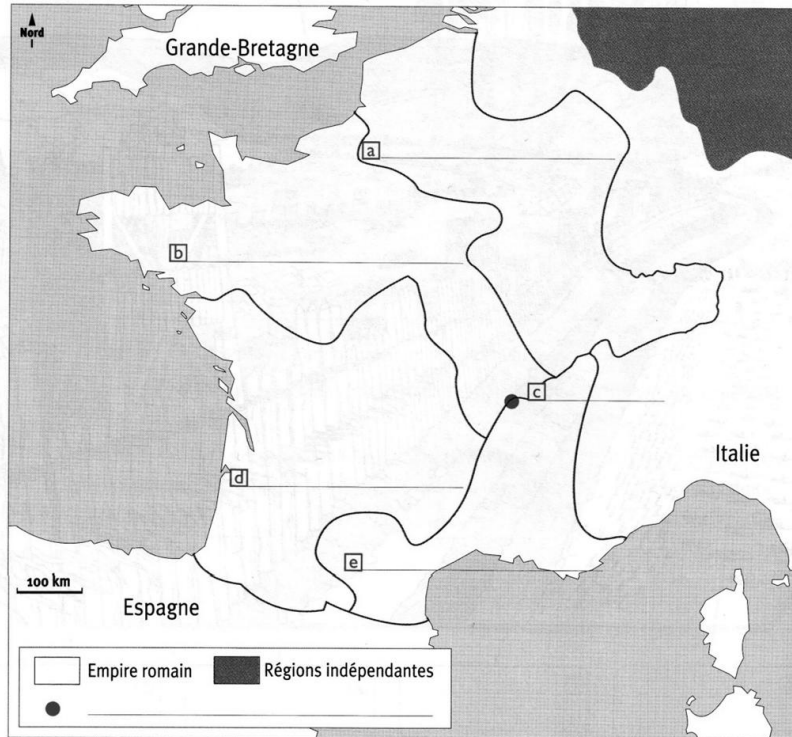 Nord
Grande-Bretagne
a
b
c
Italie
d
e
100 km
Espagne
Empire romain
Régions indépendantes